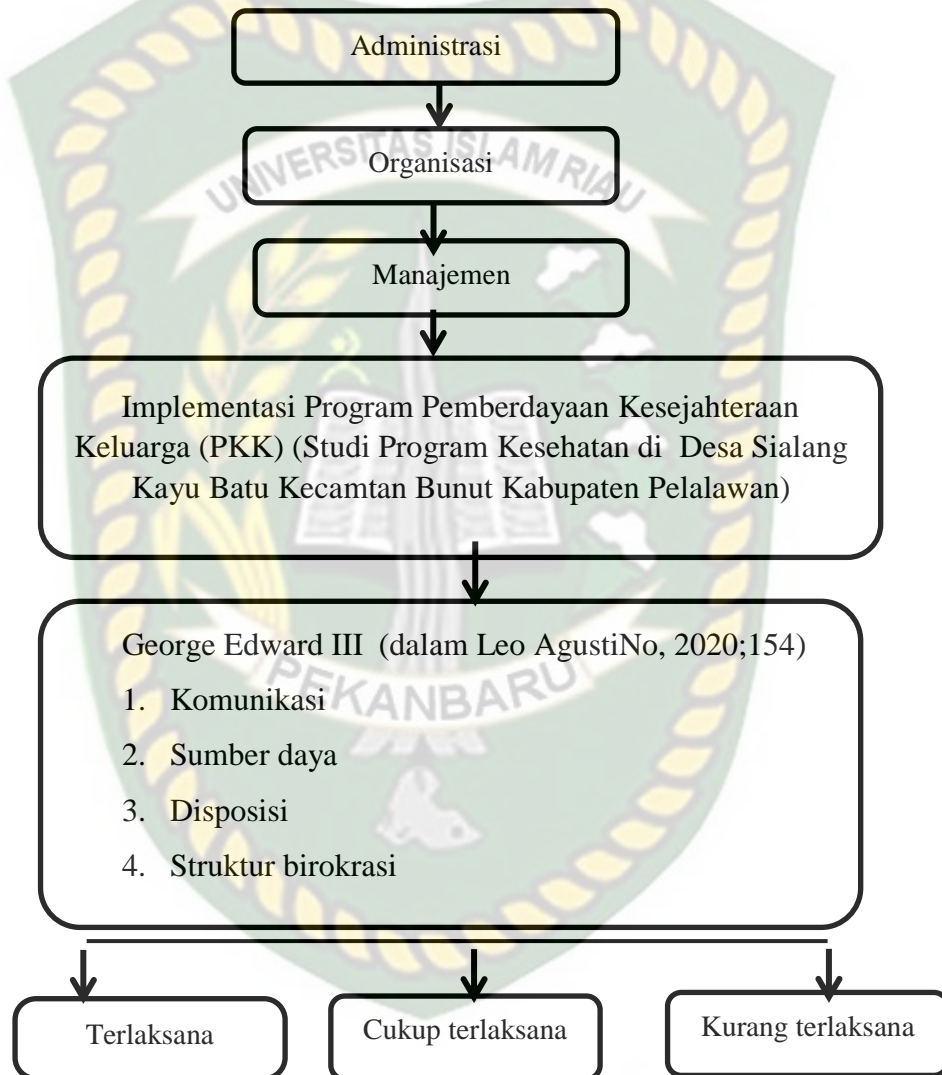 Administrasi
UNIVERSITAS ISLAM RIAU
Organisasi
Manajemen
Implementasi Program Pemberdayaan Kesejahteraan
Keluarga (PKK) (Studi Program Kesehatan di Desa Sialang
Kayu Batu Kecamtan Bunut Kabupaten Pelalawan)
George Edward III (dalam Leo AgustiNo, 2020;154)
PEKANBARU
1. Komunikasi
2. Sumber daya
3. Disposisi
4. Struktur birokrasi
Terlaksana
Cukup terlaksana
Kurang terlaksana